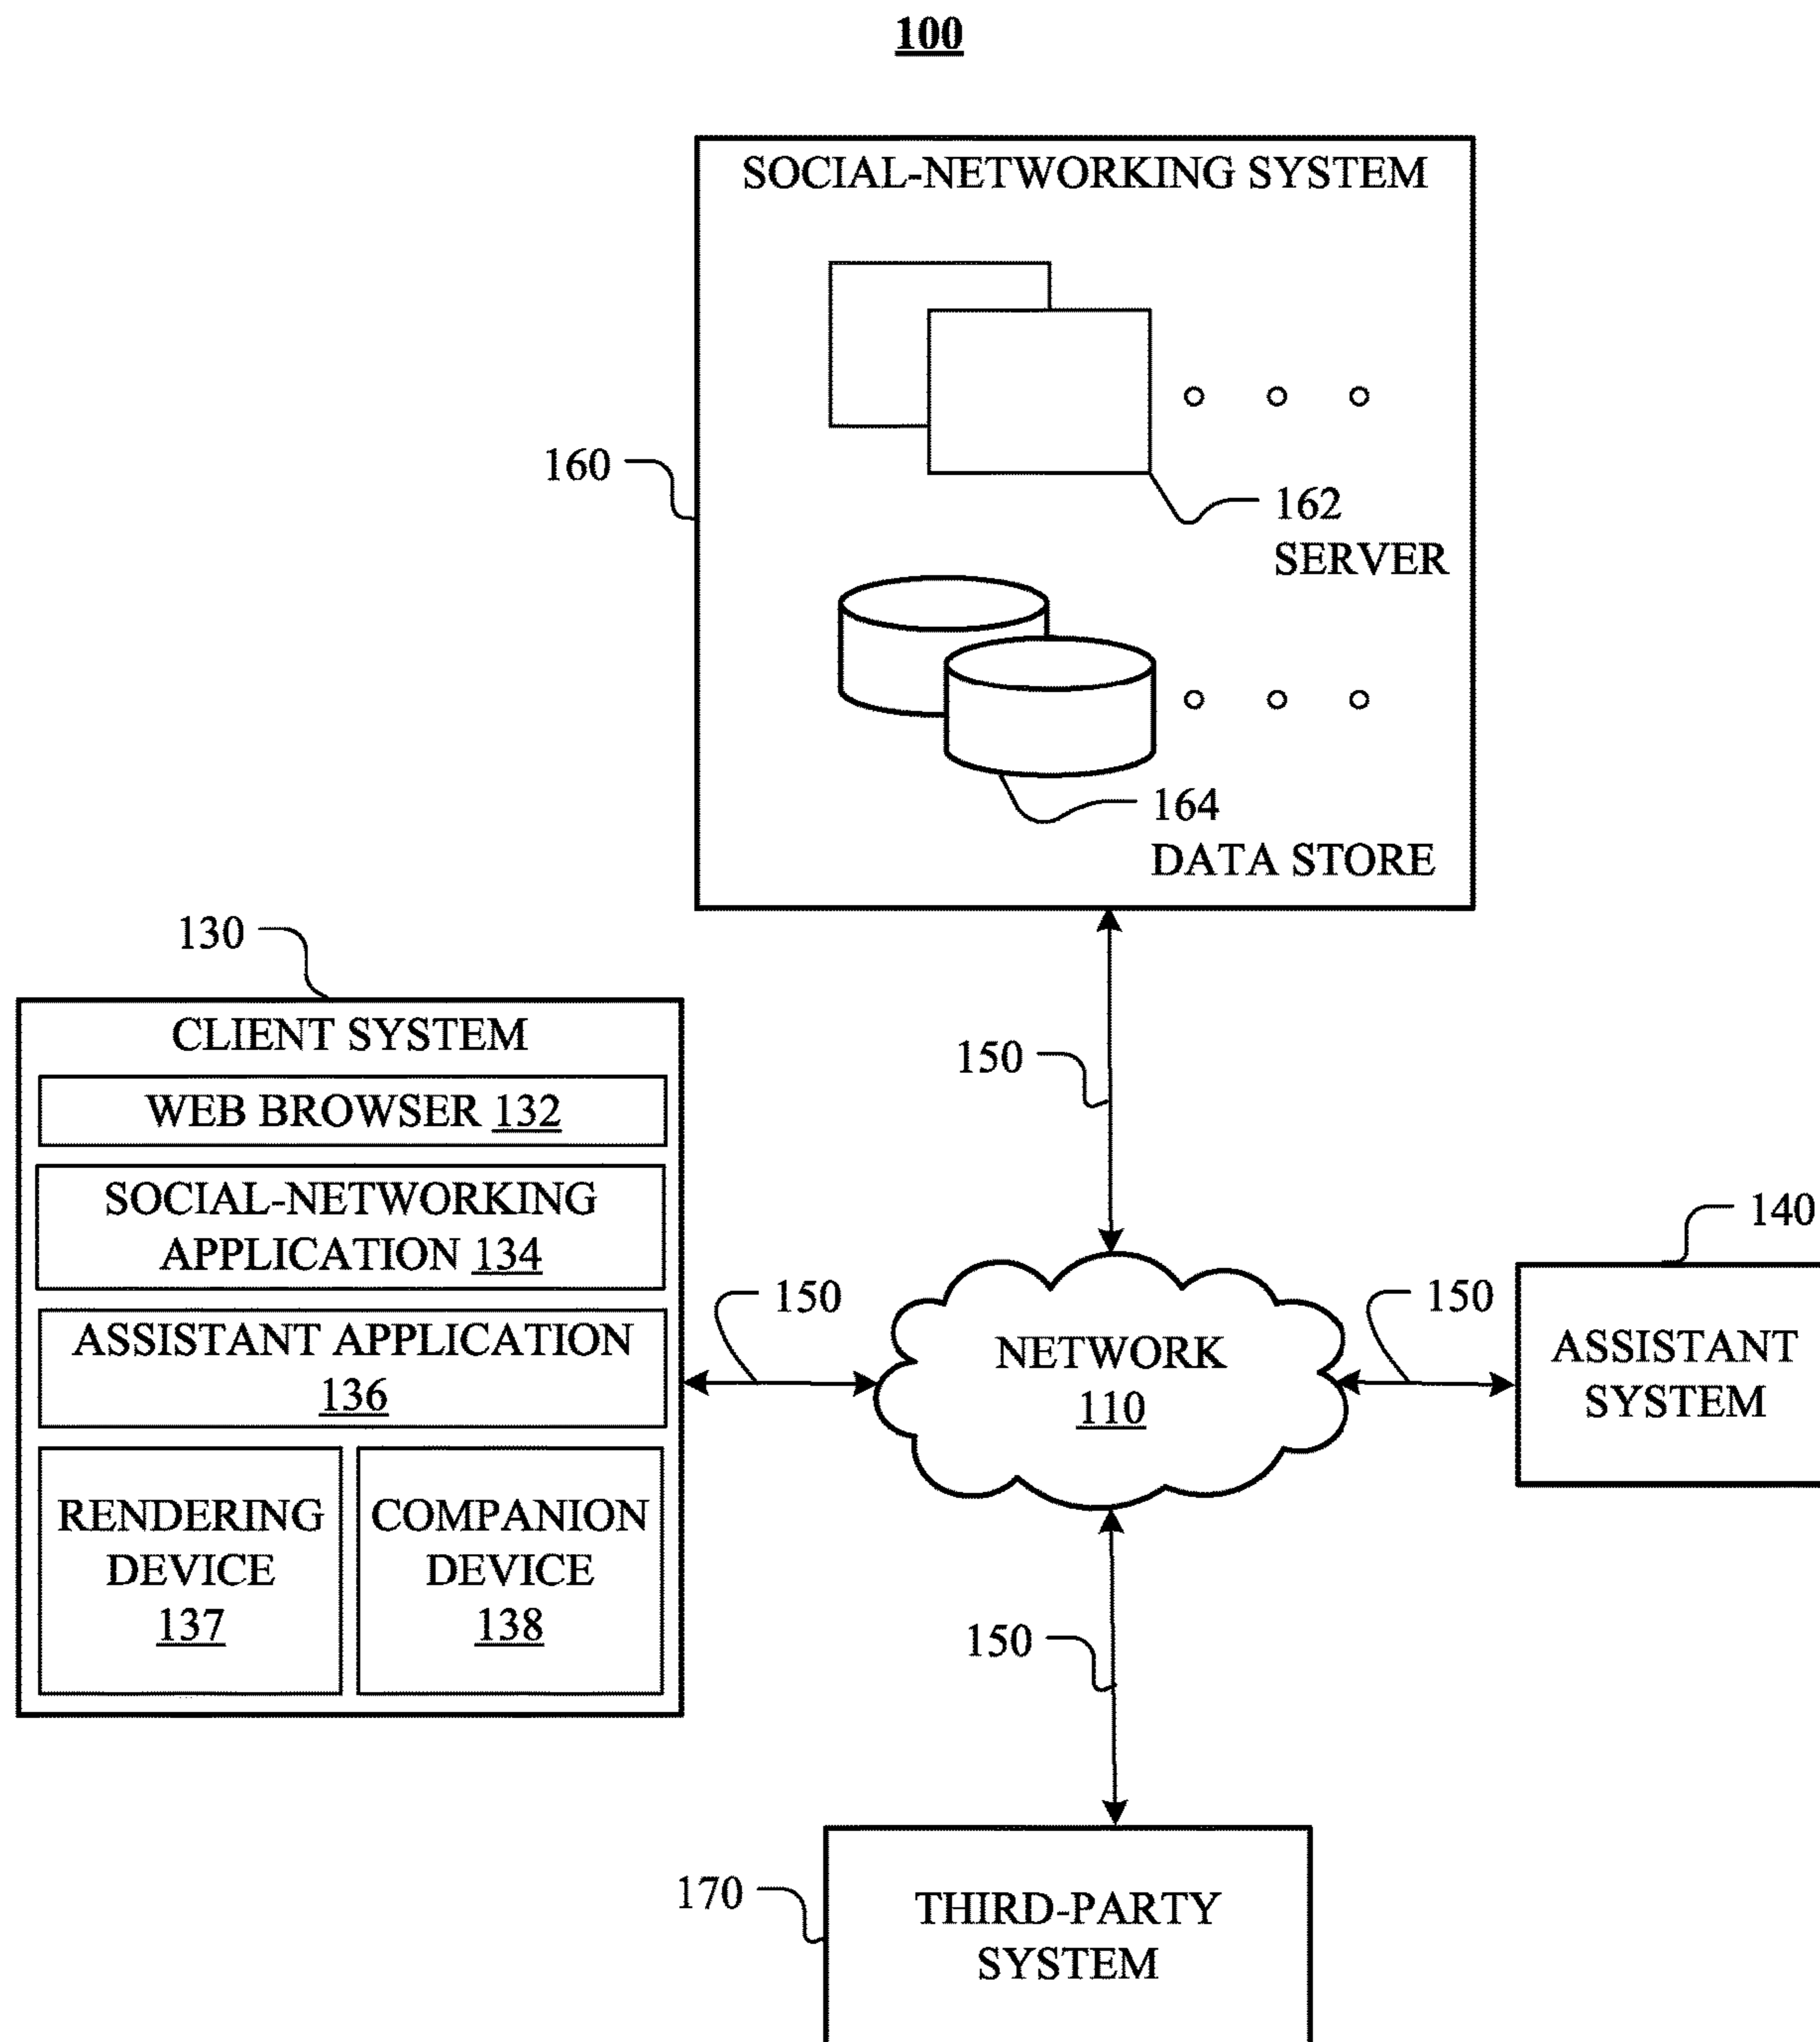 100
SOCIAL-NETWORKING SYSTEM
160
162
SERVER
164
DATA STORE
130
CLIENT SYSTEM
WEB BROWSER 132
SOCIAL-NETWORKING
APPLICATION 134
ASSISTANT APPLICATION
136
RENDERING
DEVICE
137
COMPANION
DEVICE
138
150
150
NETWORK
110
150
140
ASSISTANT
SYSTEM
150
170
THIRD-PARTY
SYSTEM